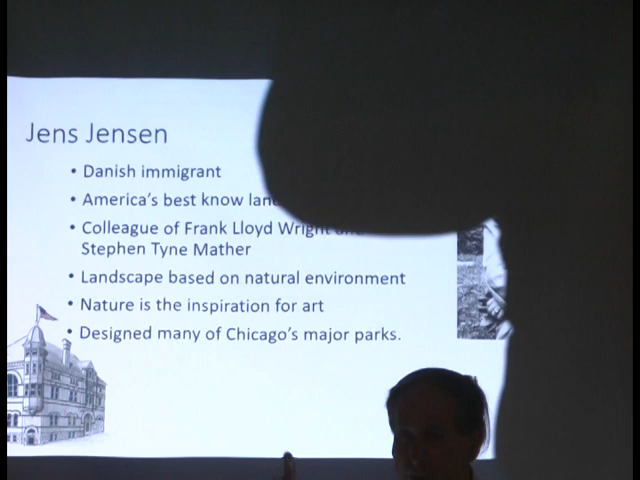 Jens Jensen
• Danish immigrant
• America's best know
• Colleague of Frank Lloyd Wright and
Stephen Tyne Mather
• Landscape based on natural environment
• Nature is the inspiration for art
• Designed many of Chicago's major parks.